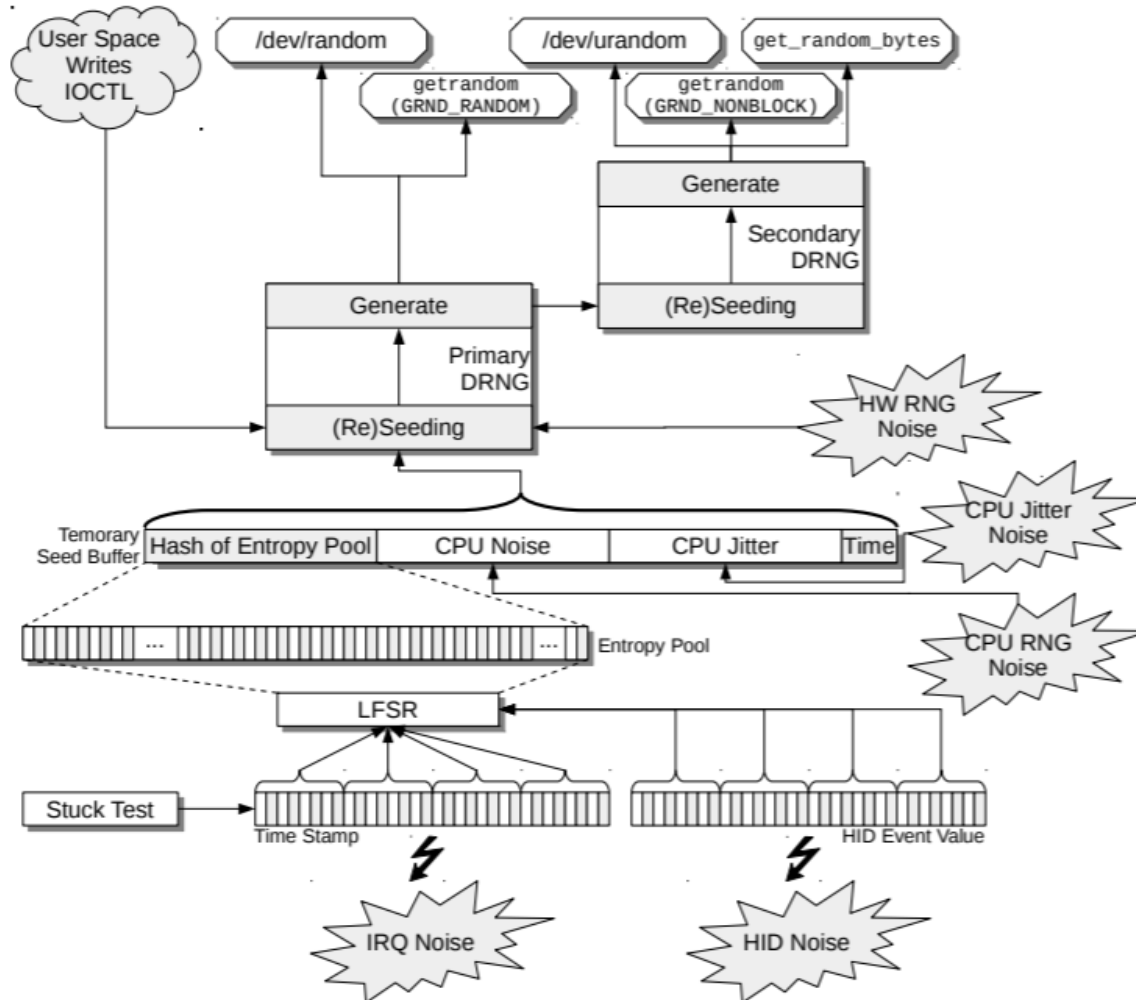 User Space
Writes
IOCTL
/dev/random
/dev/urandom
get_random_bytes
getrandom
(GRND_RANDOM)
getrandom
(GRND_NONBLOCK)
Generate
Secondary
DRNG
(Re)Seeding
Generate
Primary
DRNG
(Re)Seeding
HW RNG
Noise
CPU Jitter
Noise
Temorary
Seed Buffer
Hash of Entropy Pool
CPU Noise
CPU Jitter
Time
CPU RNG
Noise
...
...
Entropy Pool
LFSR
Stuck Test
Time Stamp
HID Event Value
IRQ Noise
HID Noise